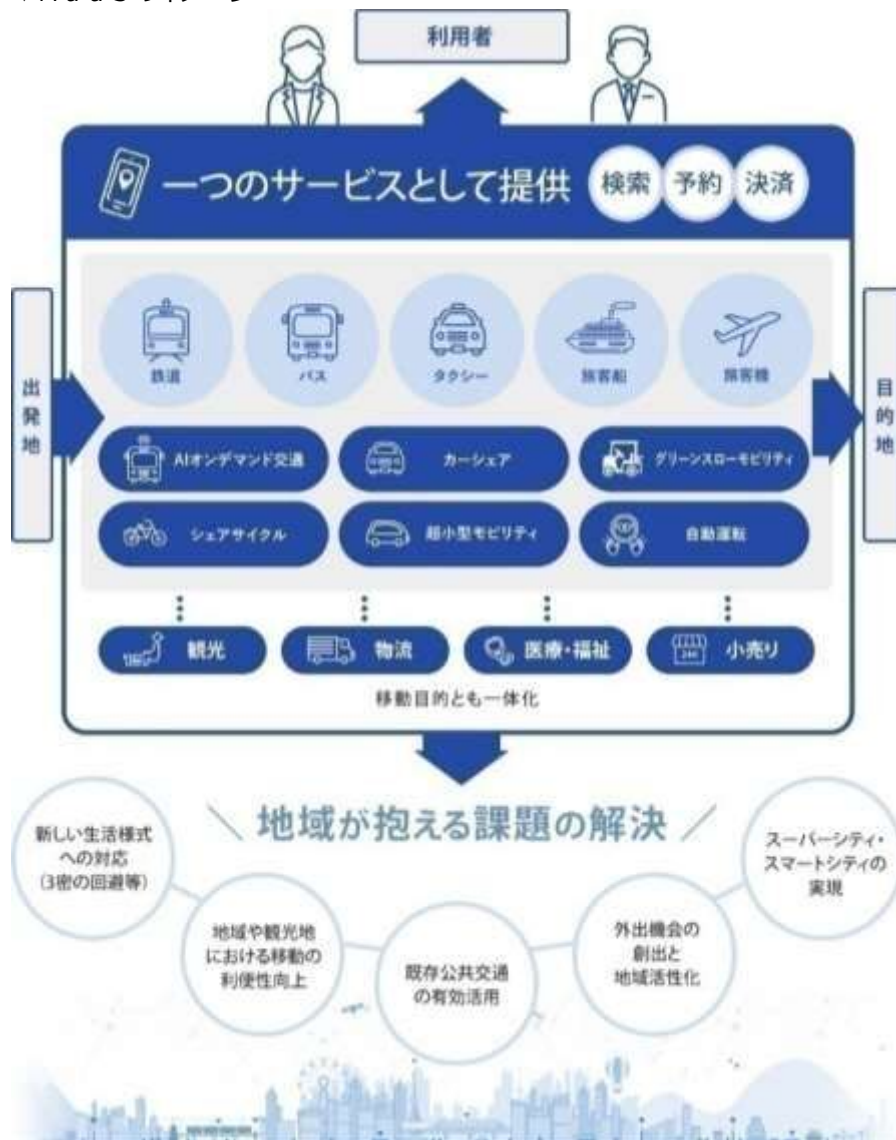 利用者
一つのサービスとして提供
検索
予約
決済
出発地
目的地
鉄道
バス
タクシー
旅客船
旅客機
AIオンデマンド交通
カーシェア
グリーンスローモビリティ
シェアサイクル
超小型モビリティ
自動運転
観光
物流
医療・福祉
小売り
移動目的とも一体化
地域が抱える課題の解決
新しい生活様式
への対応
(3密の回避等)
地域や観光地
における移動の
利便性向上
既存公共交通
の有効活用
外出機会の
創出と
地域活性化
スーパーシティ・
スマートシティの
実現